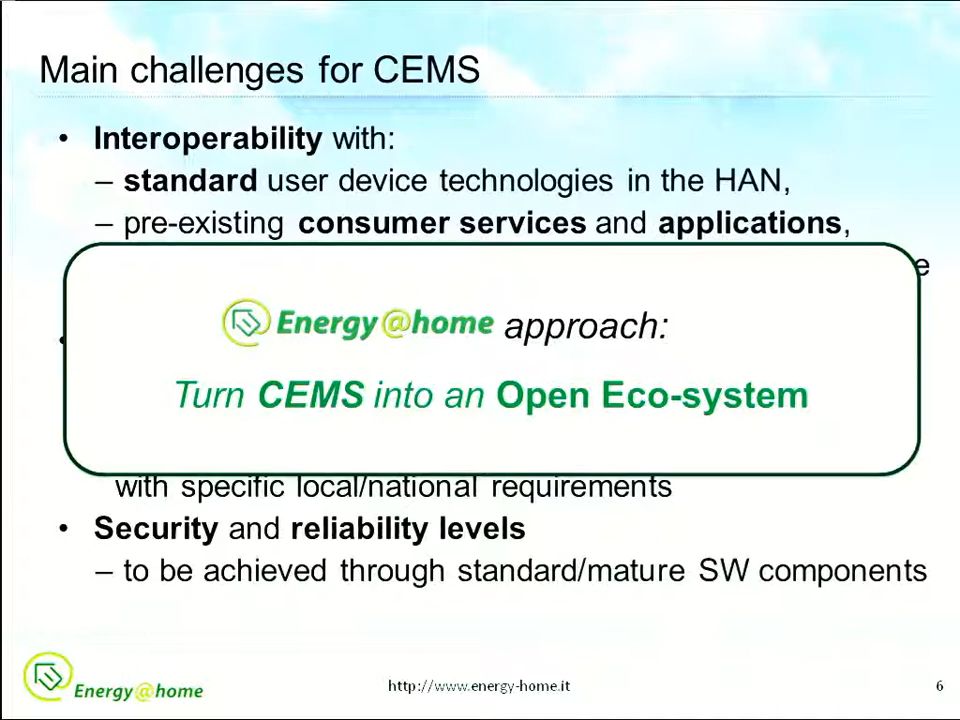 Main challenges for CEMS
• Interoperability with:
– standard user device technologies in the HAN,
– pre-existing consumer services and applications,
e
Energy@home approach:
Turn CEMS into an Open Eco-system
with specific local/national requirements
• Security and reliability levels
– to be achieved through standard/mature SW components
Energy@home
http://www.energy-home.it
6